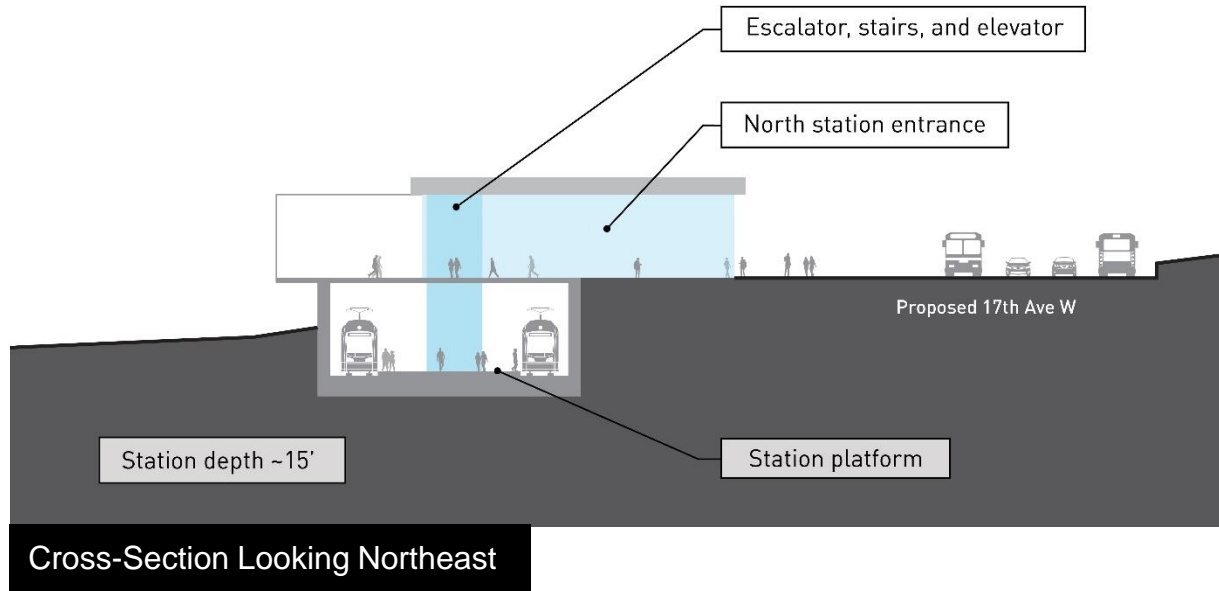 Escalator, stairs, and elevator
North station entrance
Proposed 17th Ave W
Station depth ~15’
Station platform
Cross-Section Looking Northeast